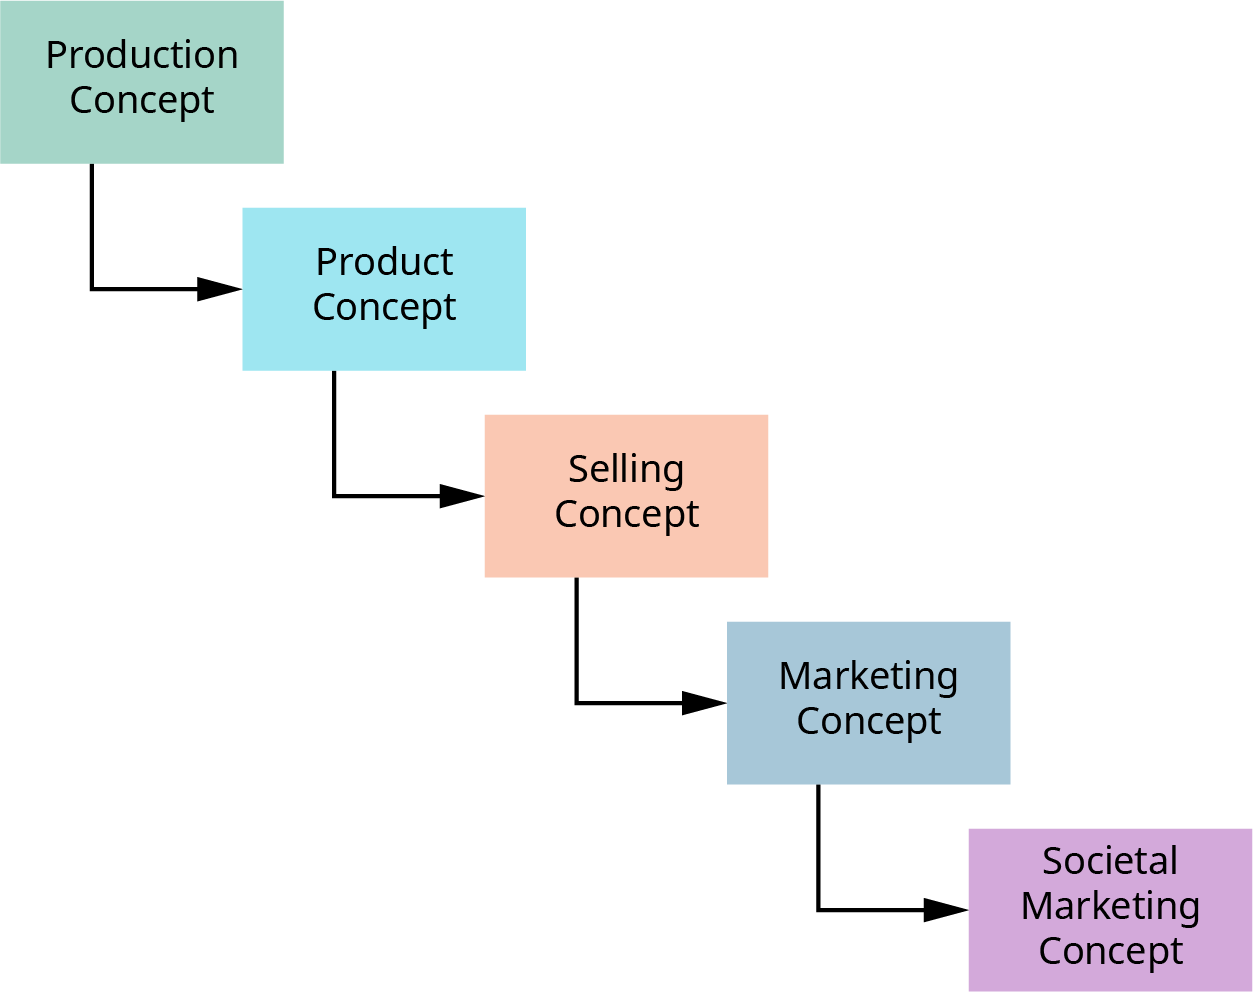 Production
Concept
Product
Concept
Selling
Concept
Marketing
Concept
Societal
Marketing
Concept